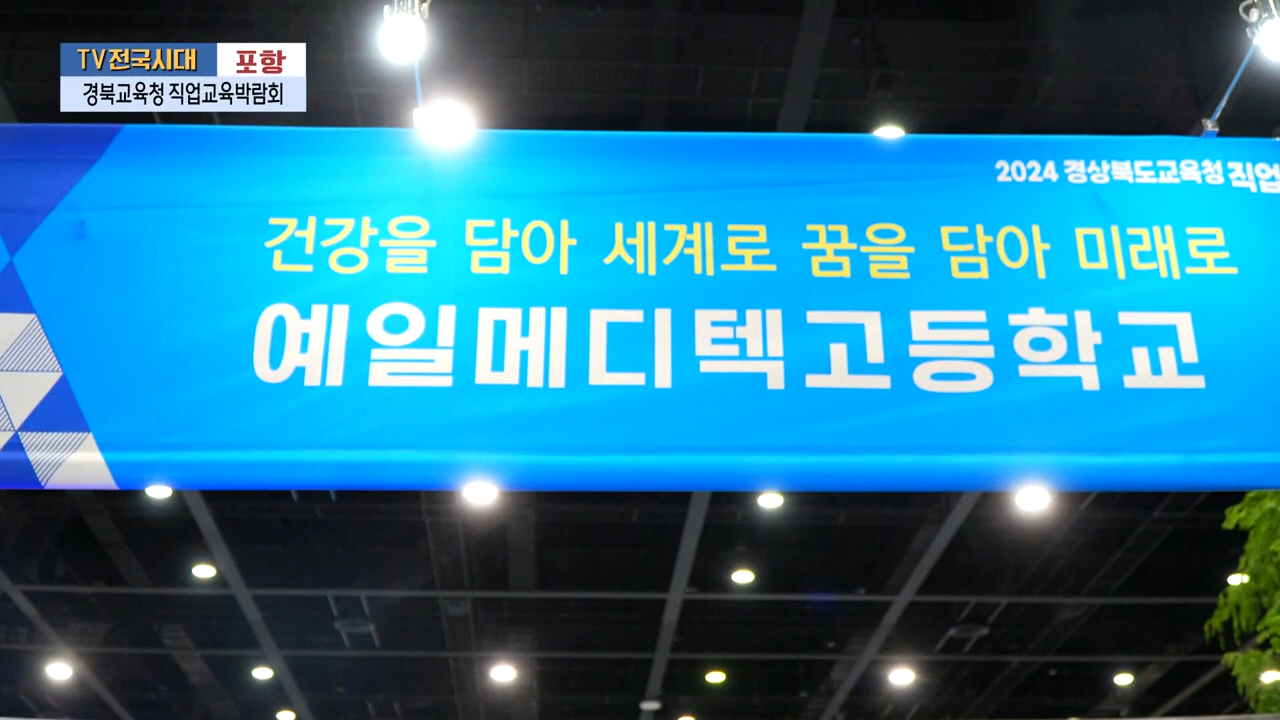 TV전국시대 포항
경북교육청 직업교육박람회
2024 경상북도교육청 직업
건강을 담아 세계로 꿈을 담아 미래로
예일메디텍고등학교